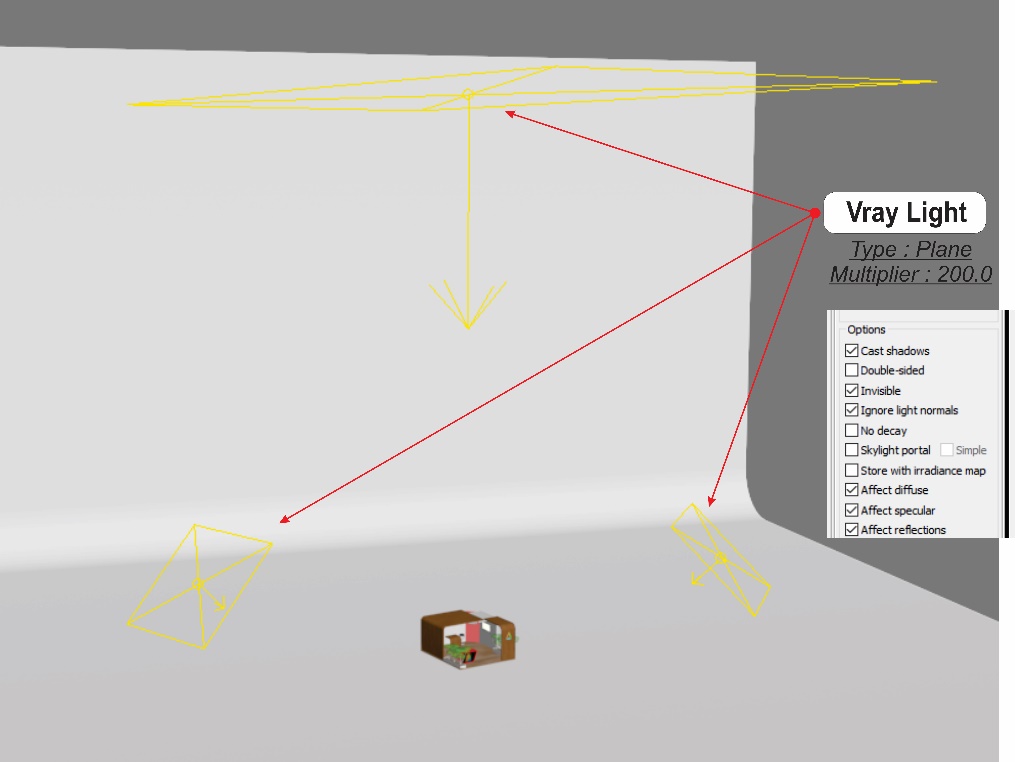 Vray Light
Type : Plane
Multiplier : 200.0
Options
Cast shadows
Double-sided
Invisible
Ignore light normals
No decay
Skylight portal Simple
Store with irradiance map
Affect diffuse
Affect specular
Affect reflections